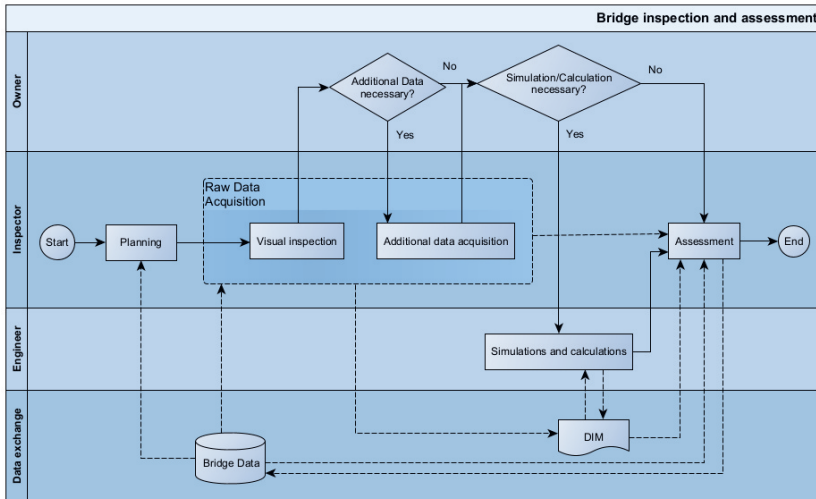 Bridge inspection and assessment
Owner
Additional Data
necessary?
No
Simulation/Calculation
necessary?
No
Yes
Yes
Inspector
Raw Data
Acquisition
Start
Planning
Visual inspection
Additional data acquisition
Assessment
End
Engineer
Simulations and calculations
Data exchange
Bridge Data
DIM